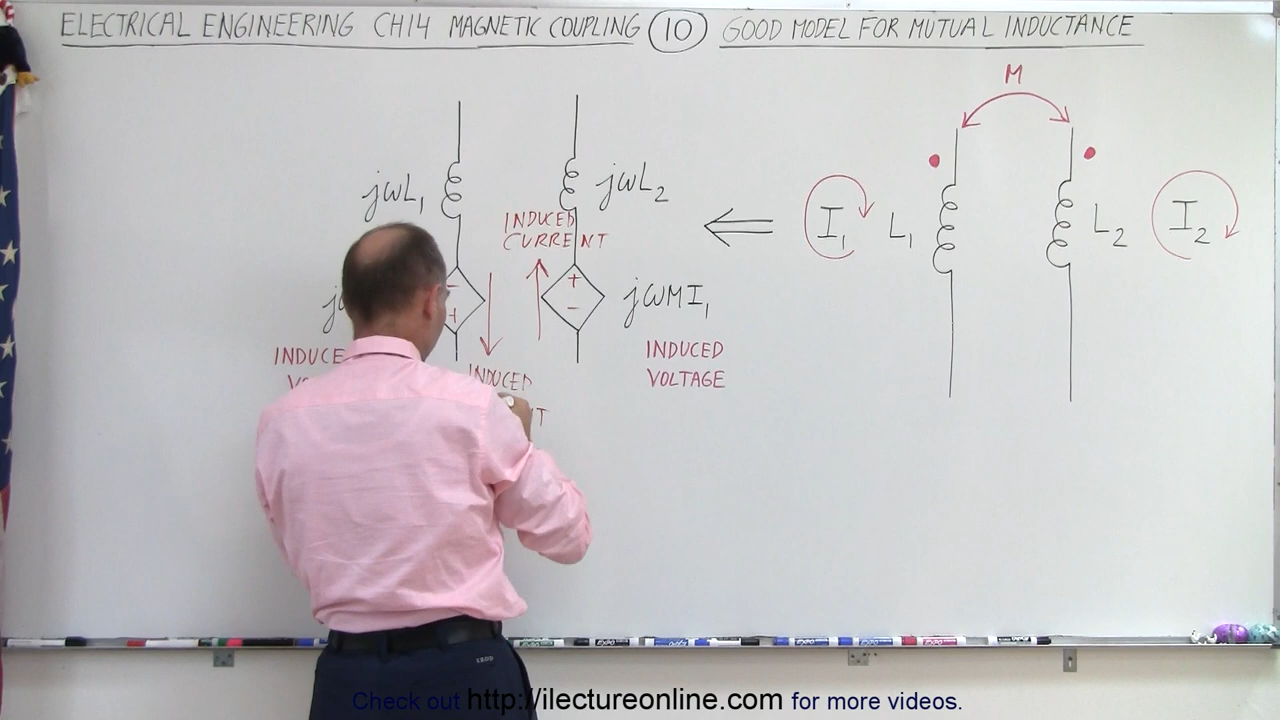 ELECTRICAL ENGINEERING CH14 MAGNETIC COUPLING 10 GOOD MODEL FOR MUTUAL INDUCTANCE
M
jωL₁
jωL₂
INDUCED
CURRENT
I₁
L₁
L₂
I₂
−
+
+
−
jωMI₁
INDUCED
VOLTAGE
INDUCED
Check out http://ilectureonline.com for more videos.